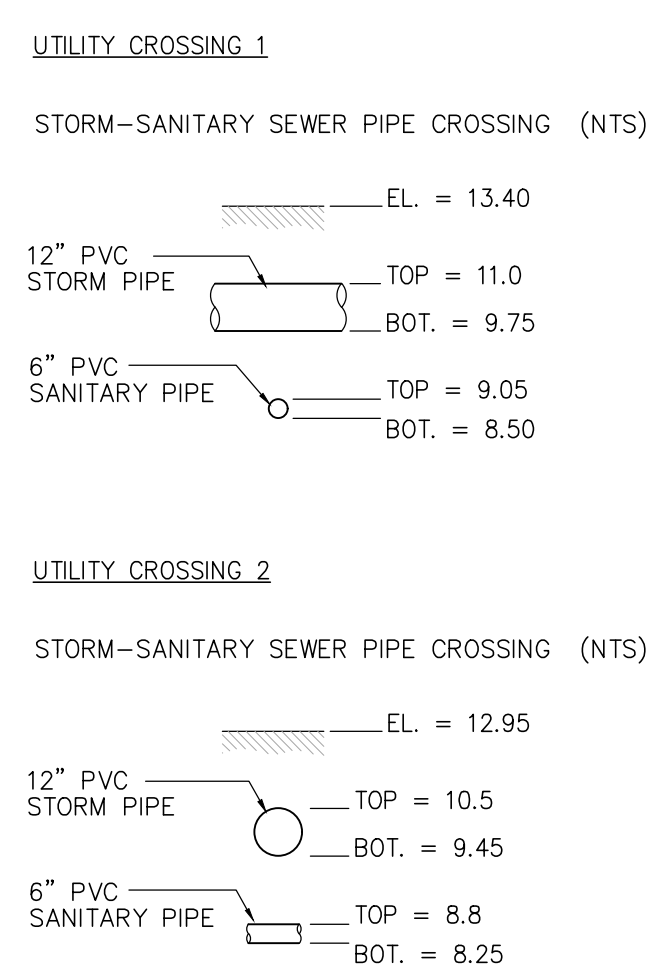 UTILITY CROSSING 1
STORM-SANITARY SEWER PIPE CROSSING (NTS)
EL. = 13.40
12" PVC
STORM PIPE
TOP = 11.0
BOT. = 9.75
6" PVC
SANITARY PIPE
TOP = 9.05
BOT. = 8.50
UTILITY CROSSING 2
STORM-SANITARY SEWER PIPE CROSSING (NTS)
EL. = 12.95
12" PVC
STORM PIPE
TOP = 10.5
BOT. = 9.45
6" PVC
SANITARY PIPE
TOP = 8.8
BOT. = 8.25